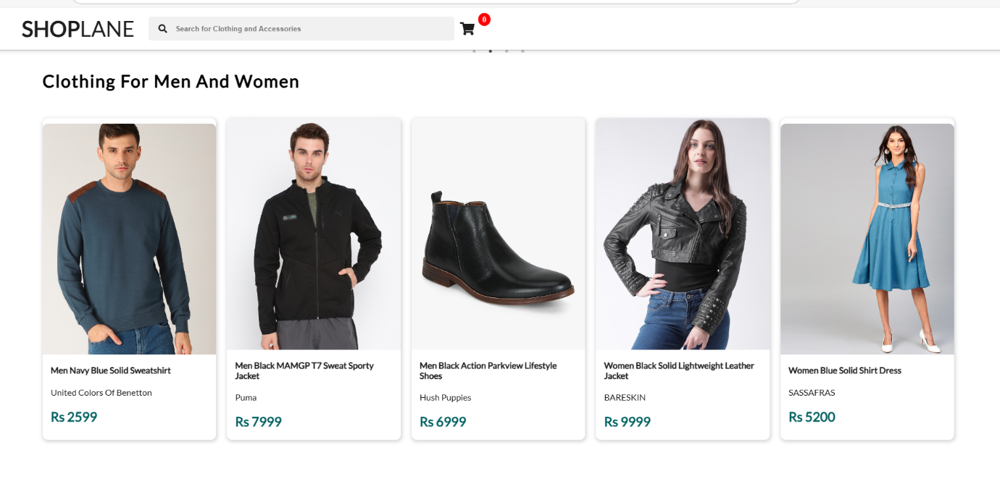 SHOPLANE
Search for Clothing and Accessories
0
Clothing For Men And Women
Men Navy Blue Solid Sweatshirt
United Colors Of Benetton
Rs 2599
Men Black MAMGP T7 Sweat Sporty
Jacket
Puma
Rs 7999
Men Black Action Parkview Lifestyle
Shoes
Hush Puppies
Rs 6999
Women Black Solid Lightweight Leather
Jacket
BARESKIN
Rs 9999
Women Blue Solid Shirt Dress
SASSAFRAS
Rs 5200